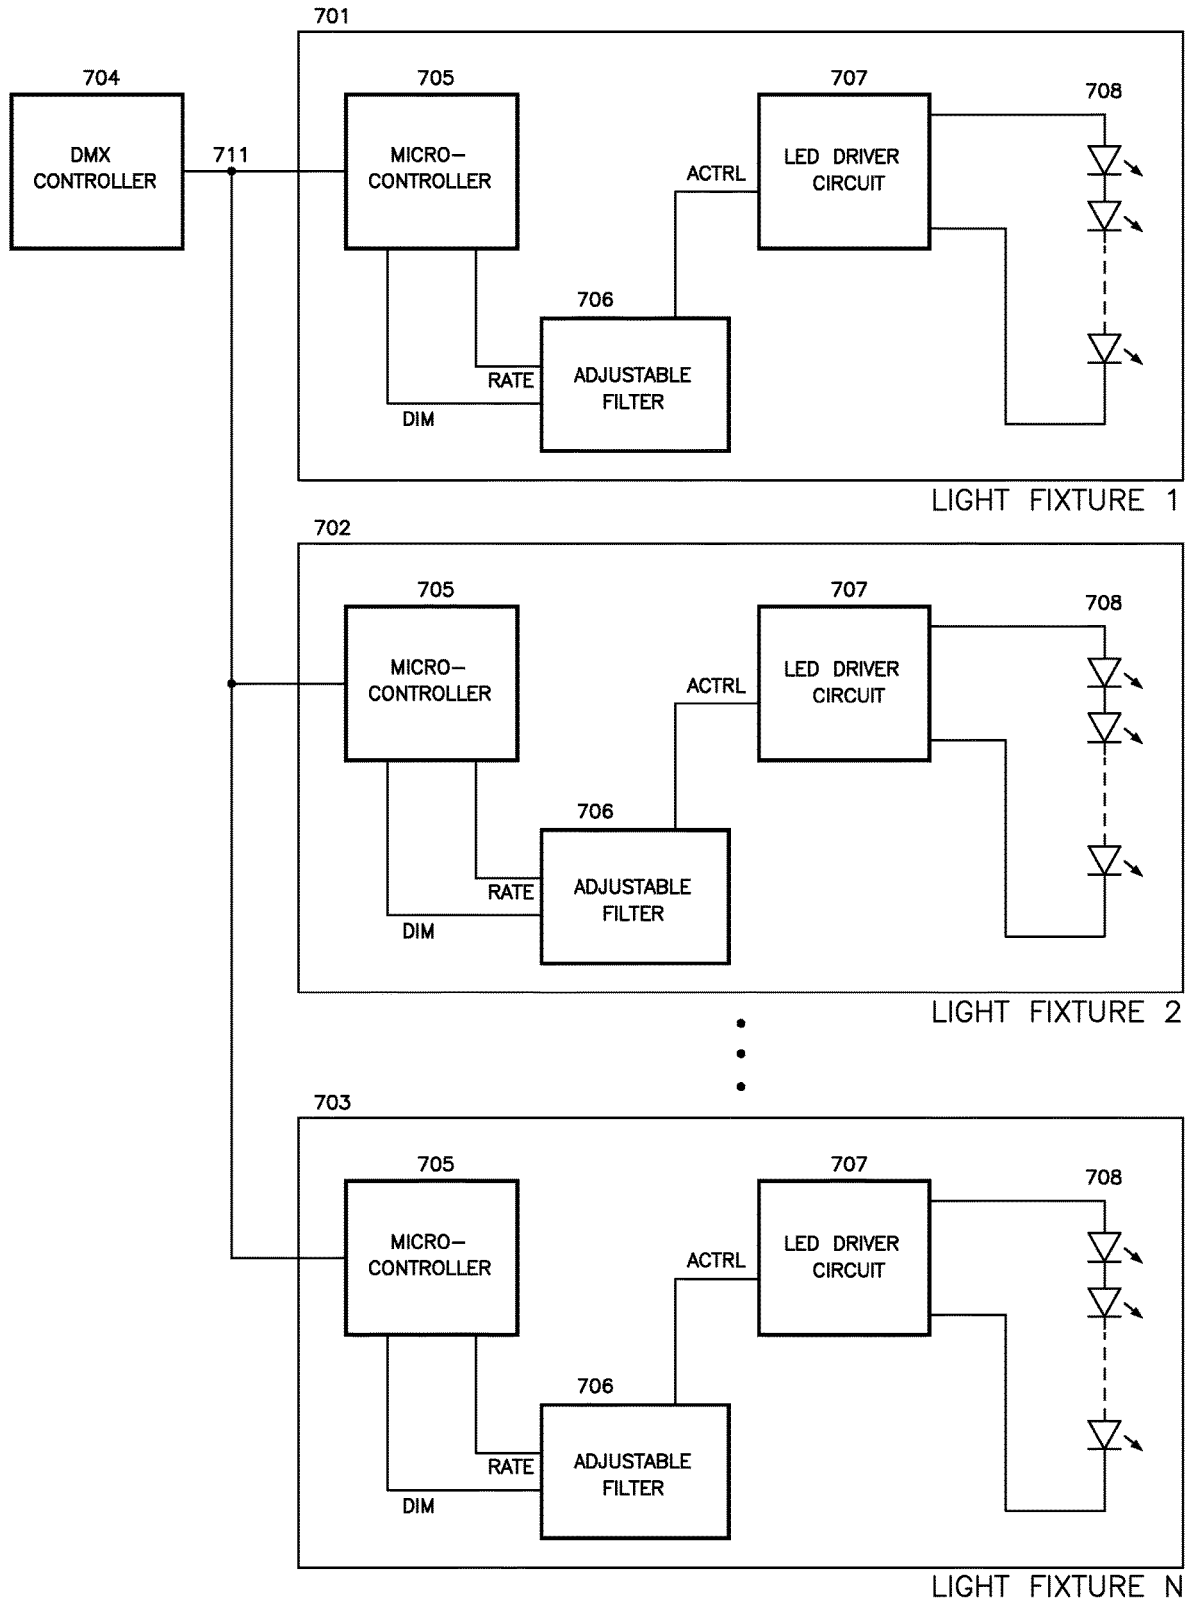 701
704
705
707
708
DMX
CONTROLLER
711
MICRO-
CONTROLLER
LED DRIVER
CIRCUIT
ACTRL
706
ADJUSTABLE
FILTER
RATE
DIM
LIGHT FIXTURE 1
702
705
707
708
MICRO-
CONTROLLER
LED DRIVER
CIRCUIT
ACTRL
706
ADJUSTABLE
FILTER
RATE
DIM
LIGHT FIXTURE 2
703
705
707
708
MICRO-
CONTROLLER
LED DRIVER
CIRCUIT
ACTRL
706
ADJUSTABLE
FILTER
RATE
DIM
LIGHT FIXTURE N